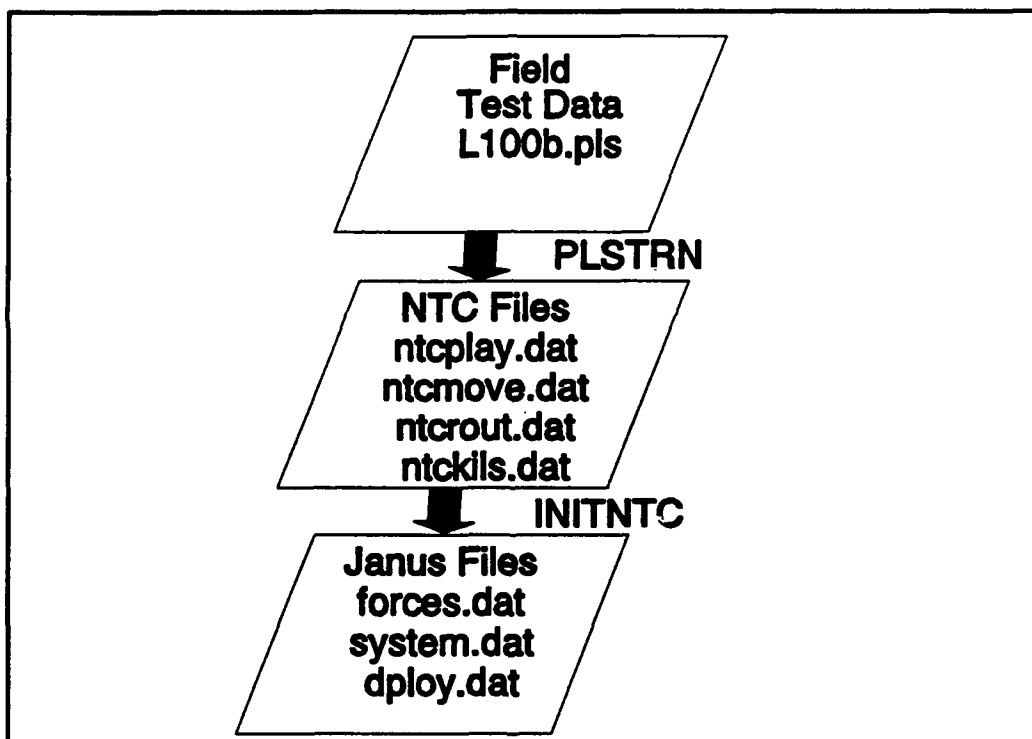 Field
Test Data
L100b.pls
PLSTRN
NTC Files
ntcplay.dat
ntcmove.dat
ntcrout.dat
ntckils.dat
INITNTC
Janus Files
forces.dat
system.dat
dploy.dat